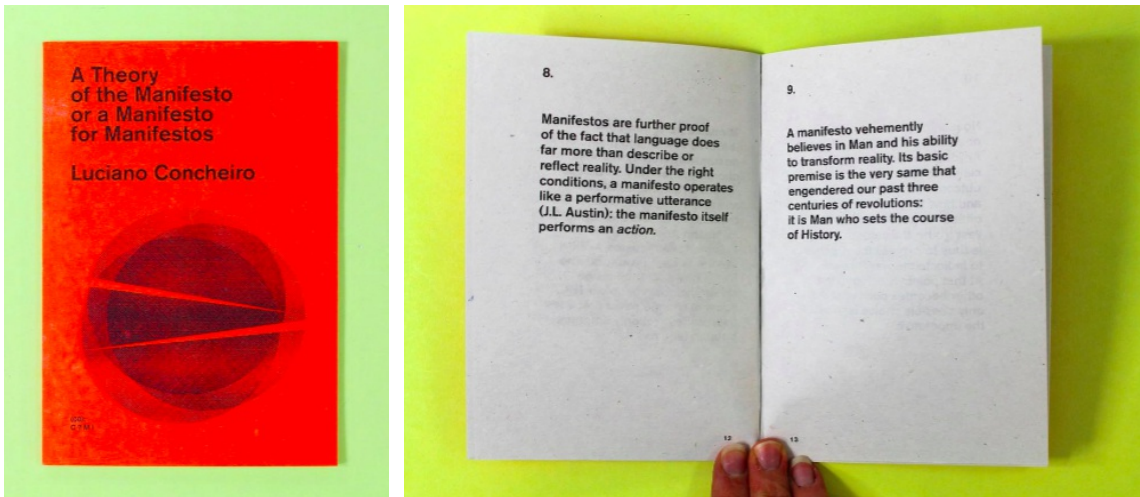 A Theory
of the Manifesto
or a Manifesto
for Manifestos
Luciano Concheiro
8.
Manifestos are further proof
of the fact that language does
far more than describe or
reflect reality. Under the right
conditions, a manifesto operates
like a performative utterance
(J.L. Austin): the manifesto itself
performs an action.
12
9.
A manifesto vehemently
believes in Man and his ability
to transform reality. Its basic
premise is the very same that
engendered our past three
centuries of revolutions:
it is Man who sets the course
of History.
13